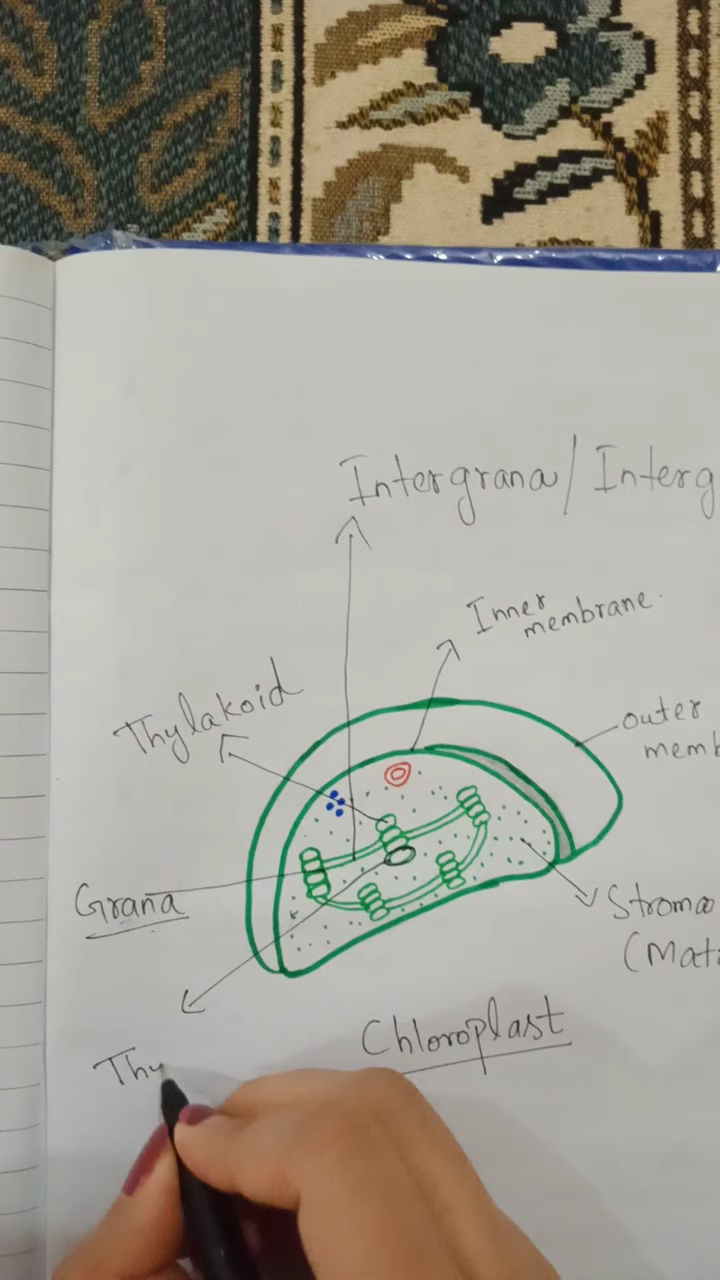 Intergrana/Interg
Inner
membrane.
Thylakoid
outer
memb
Grana
Stroma
(Mat
Chloroplast
Thy